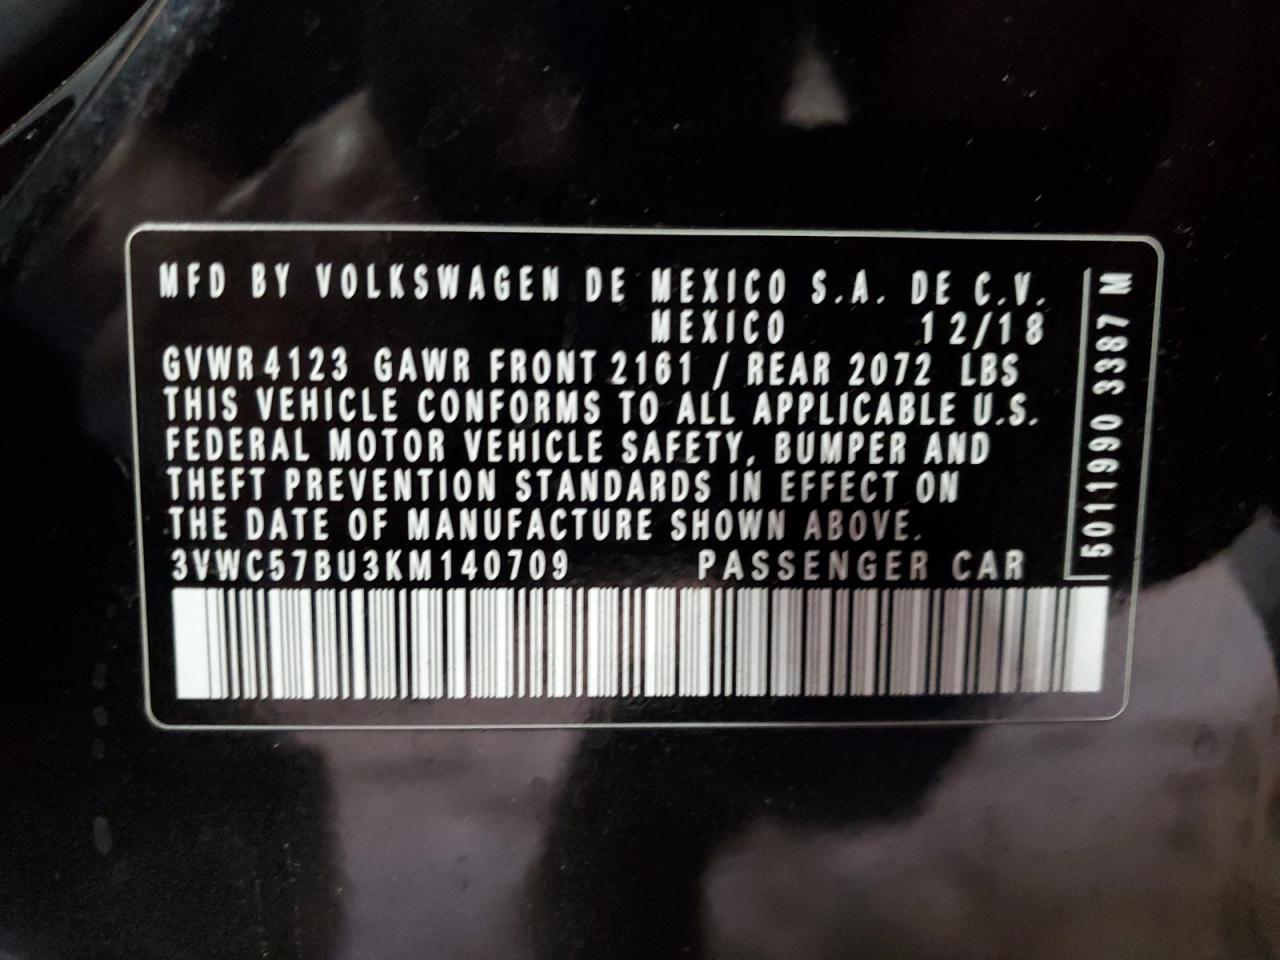 MFD BY VOLKSWAGEN DE MEXICO S.A. DE C.V.
MEXICO 12/18
GVWR 4123 GAWR FRONT 2161 / REAR 2072 LBS
THIS VEHICLE CONFORMS TO ALL APPLICABLE U.S.
FEDERAL MOTOR VEHICLE SAFETY, BUMPER AND
THEFT PREVENTION STANDARDS IN EFFECT ON
THE DATE OF MANUFACTURE SHOWN ABOVE.
3VWC57BU3KM140709 PASSENGER CAR
5011990 3387 M